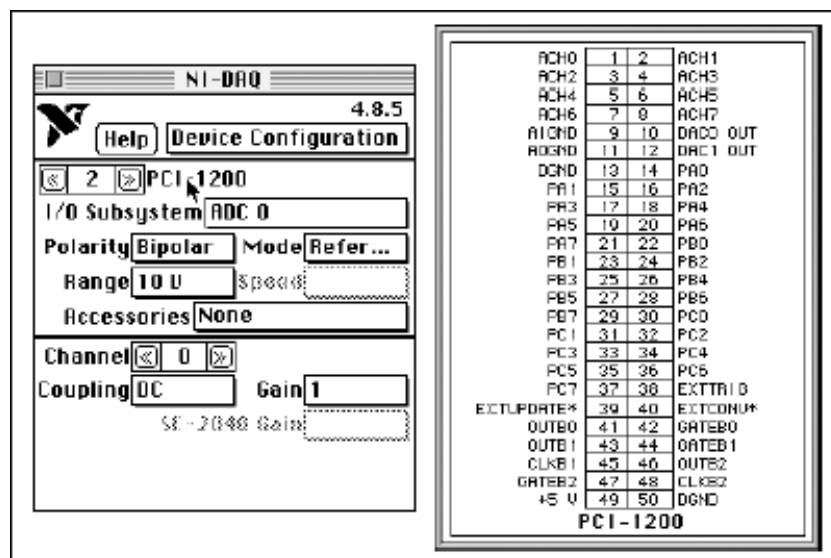 NI-DAQ
4.8.5
Help Device Configuration
2 PCI-1200
I/O Subsystem ADC 0
Polarity Bipolar Mode Refer...
Range 10 V Speed
Accessories None
Channel 0
Coupling DC Gain 1
SC-2040 Gain
ACH0 1 2 ACH1
ACH2 3 4 ACH3
ACH4 5 6 ACH5
ACH6 7 8 ACH7
AIGND 9 10 DAC0 OUT
AGND 11 12 DAC1 OUT
DGND 13 14 PA0
PA1 15 16 PA2
PA3 17 18 PA4
PA5 19 20 PA6
PA7 21 22 PB0
PB1 23 24 PB2
PB3 25 26 PB4
PB5 27 28 PB6
PB7 29 30 PC0
PC1 31 32 PC2
PC3 33 34 PC4
PC5 35 36 PC6
PC7 37 38 EXTTRIG
EXTUPDATE* 39 40 EXTCONV*
OUTB0 41 42 GATEB0
OUTB1 43 44 GATEB1
CLKB1 45 46 OUTB2
GATEB2 47 48 CLKB2
+5 V 49 50 DGND
PCI-1200